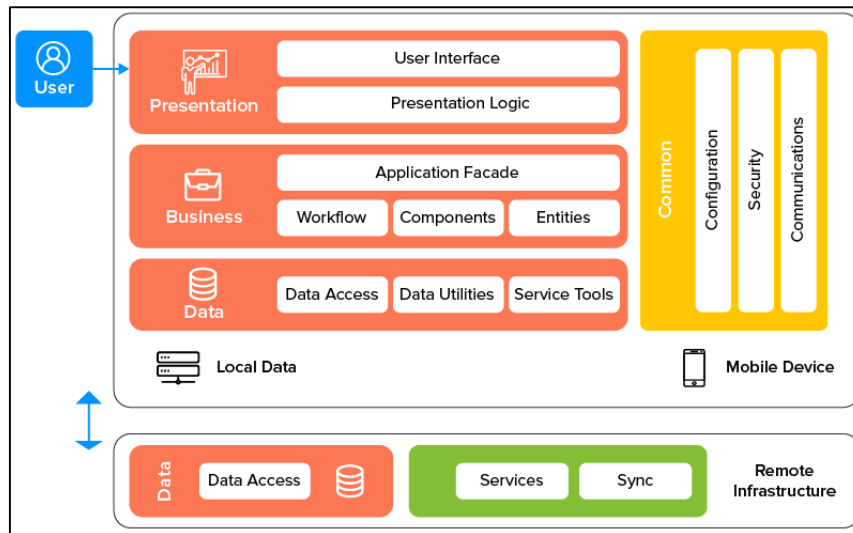 User
Presentation
User Interface
Presentation Logic
Business
Application Facade
Workflow
Components
Entities
Data
Data Access
Data Utilities
Service Tools
Common
Configuration
Security
Communications
Local Data
Mobile Device
Data
Data Access
Services
Sync
Remote
Infrastructure